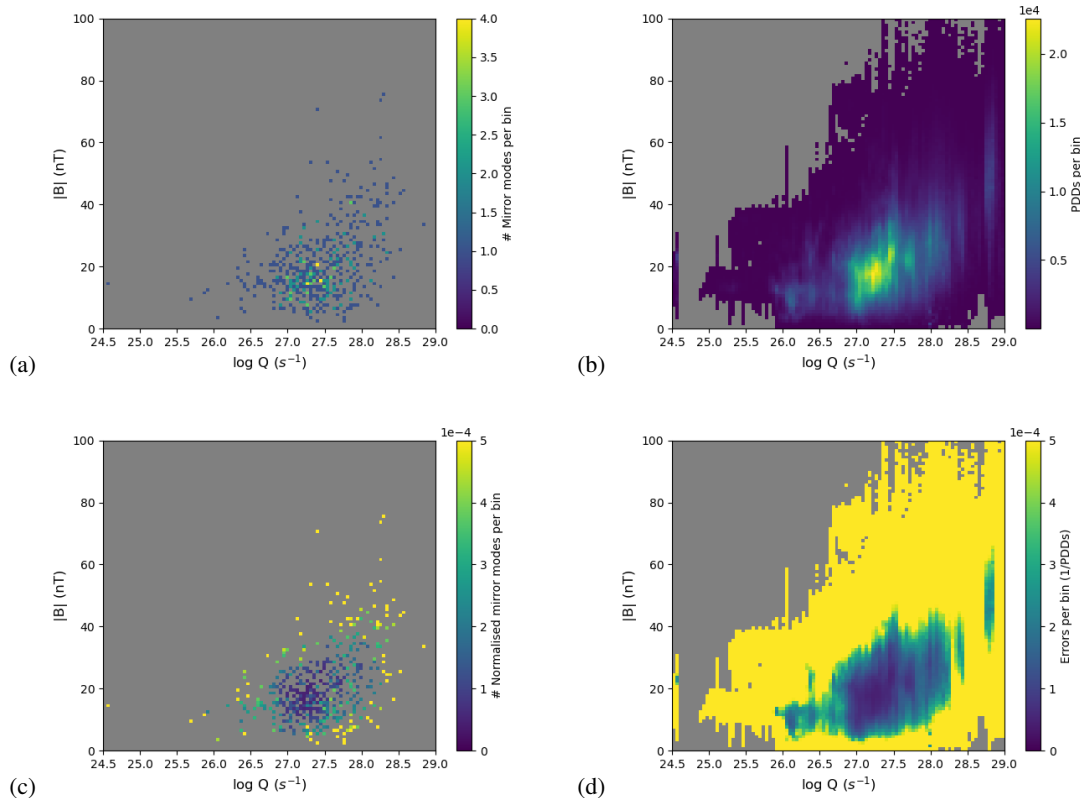 100
80
60
40
20
0
24.5 25.0 25.5 26.0 26.5 27.0 27.5 28.0 28.5 29.0
|B| (nT)
log Q (s⁻¹)
4.0
3.5
3.0
2.5
2.0
1.5
1.0
0.5
0.0
# Mirror modes per bin
(a)
100
80
60
40
20
0
24.5 25.0 25.5 26.0 26.5 27.0 27.5 28.0 28.5 29.0
|B| (nT)
log Q (s⁻¹)
1e4
2.0
1.5
1.0
0.5
PDDs per bin
(b)
100
80
60
40
20
0
24.5 25.0 25.5 26.0 26.5 27.0 27.5 28.0 28.5 29.0
|B| (nT)
log Q (s⁻¹)
1e−4
5
4
3
2
1
0
# Normalised mirror modes per bin
(c)
100
80
60
40
20
0
24.5 25.0 25.5 26.0 26.5 27.0 27.5 28.0 28.5 29.0
|B| (nT)
log Q (s⁻¹)
1e−4
5
4
3
2
1
0
Errors per bin (1/PDDs)
(d)